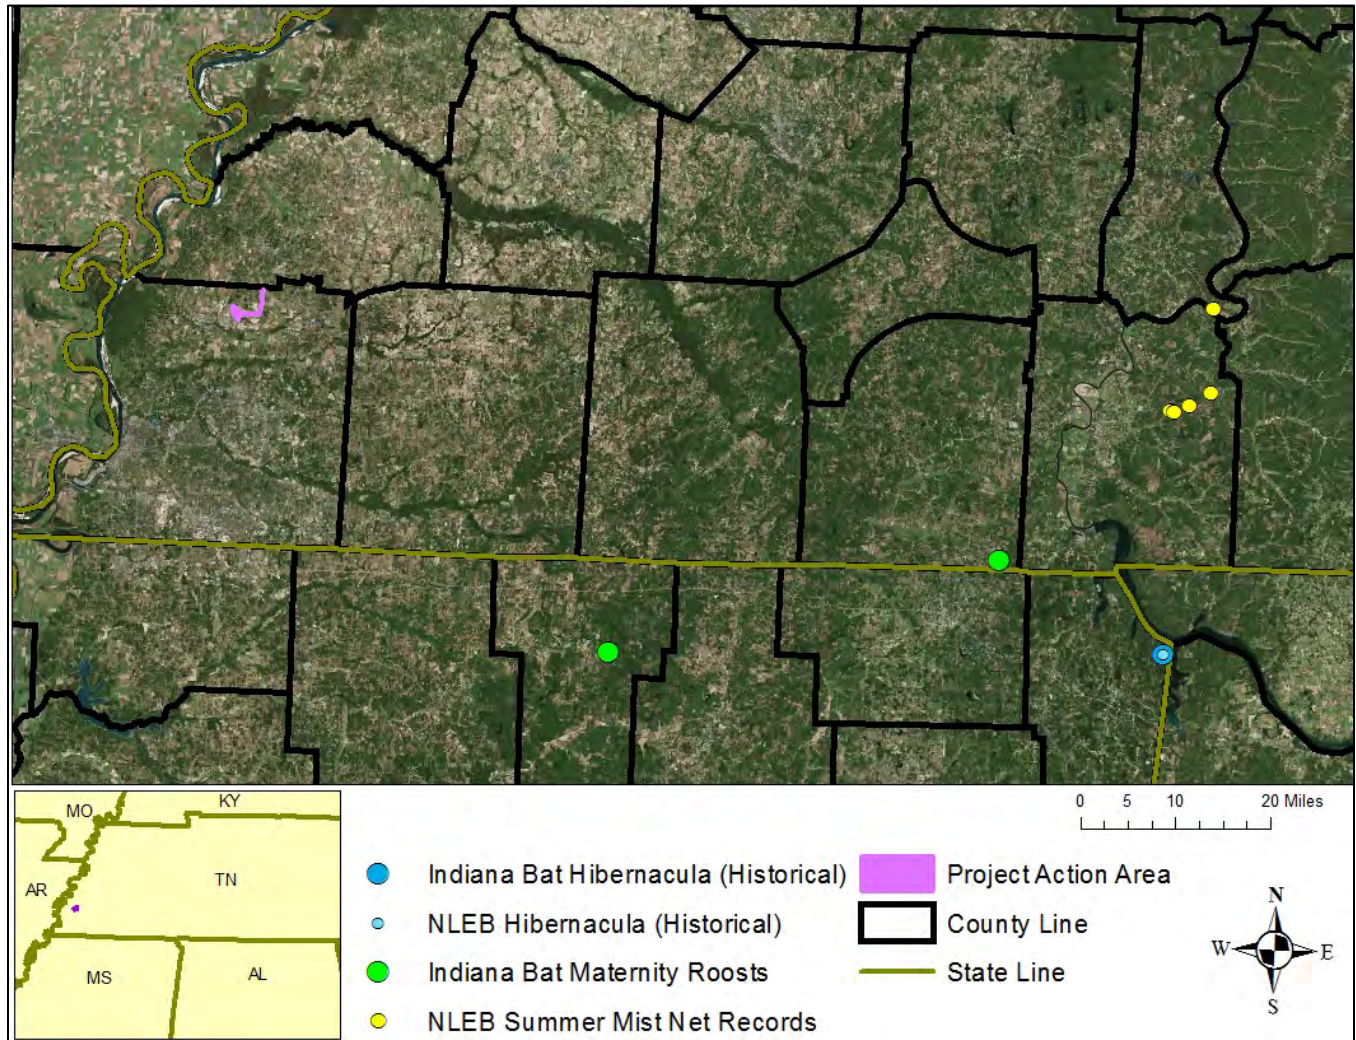 0 5 10 20 Miles
MO
KY
AR
TN
MS
AL
Indiana Bat Hibernacula (Historical)
NLEB Hibernacula (Historical)
Indiana Bat Maternity Roosts
NLEB Summer Mist Net Records
Project Action Area
County Line
State Line
N
W E
S